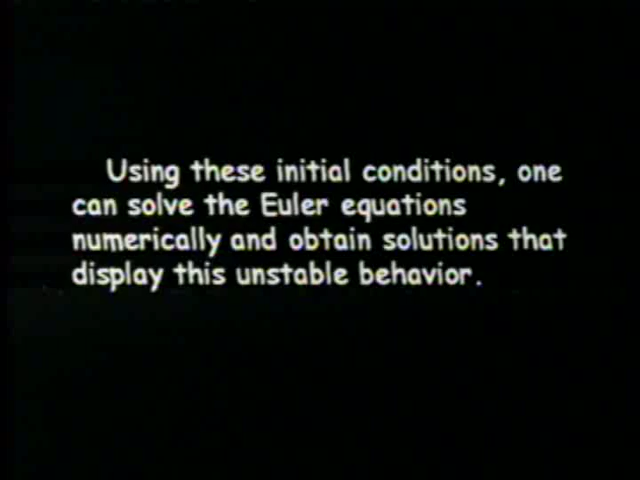 Using these initial conditions, one
can solve the Euler equations
numerically and obtain solutions that
display this unstable behavior.